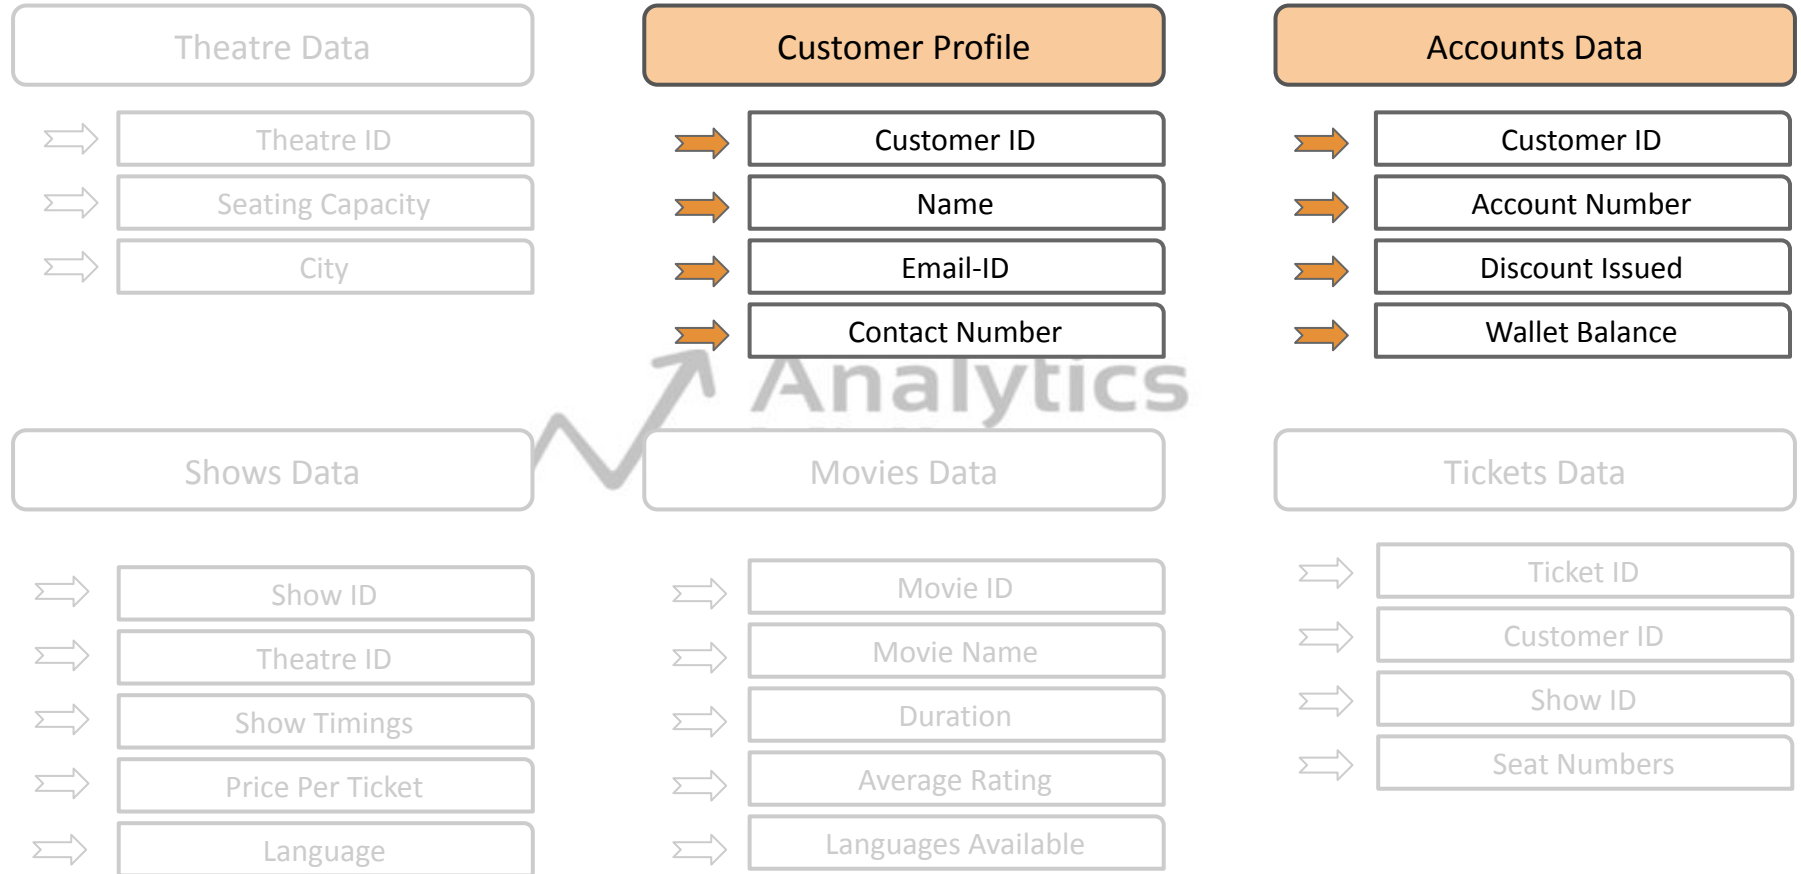 Theatre Data
Theatre ID
Seating Capacity
City
Customer Profile
Customer ID
Name
Email-ID
Contact Number
Accounts Data
Customer ID
Account Number
Discount Issued
Wallet Balance
Analytics
Shows Data
Show ID
Theatre ID
Show Timings
Price Per Ticket
Language
Movies Data
Movie ID
Movie Name
Duration
Average Rating
Languages Available
Tickets Data
Ticket ID
Customer ID
Show ID
Seat Numbers